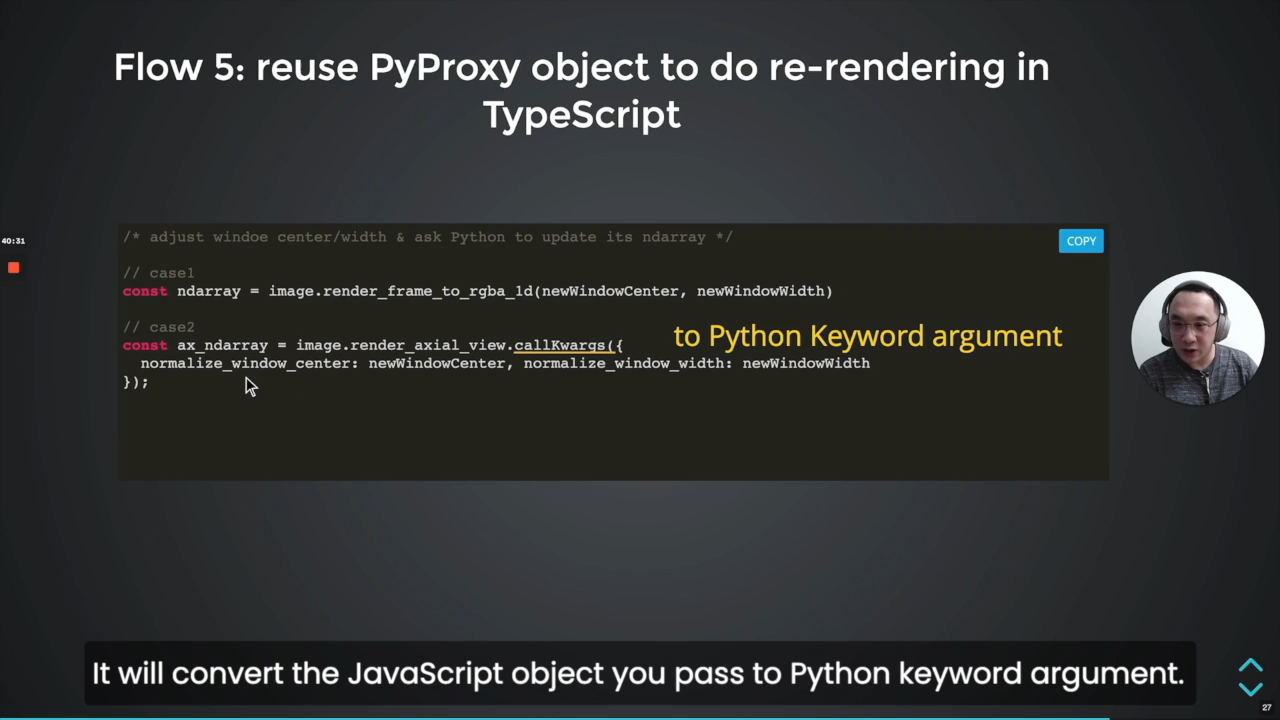 Flow 5: reuse PyProxy object to do re-rendering in
TypeScript
40:31
/* adjust windoe center/width & ask Python to update its ndarray */
COPY
// case1
const ndarray = image.render_frame_to_rgba_1d(newWindowCenter, newWindowWidth)
// case2
const ax_ndarray = image.render_axial_view.callKwargs({
to Python Keyword argument
normalize_window_center: newWindowCenter, normalize_window_width: newWindowWidth
});
It will convert the JavaScript object you pass to Python keyword argument.
27